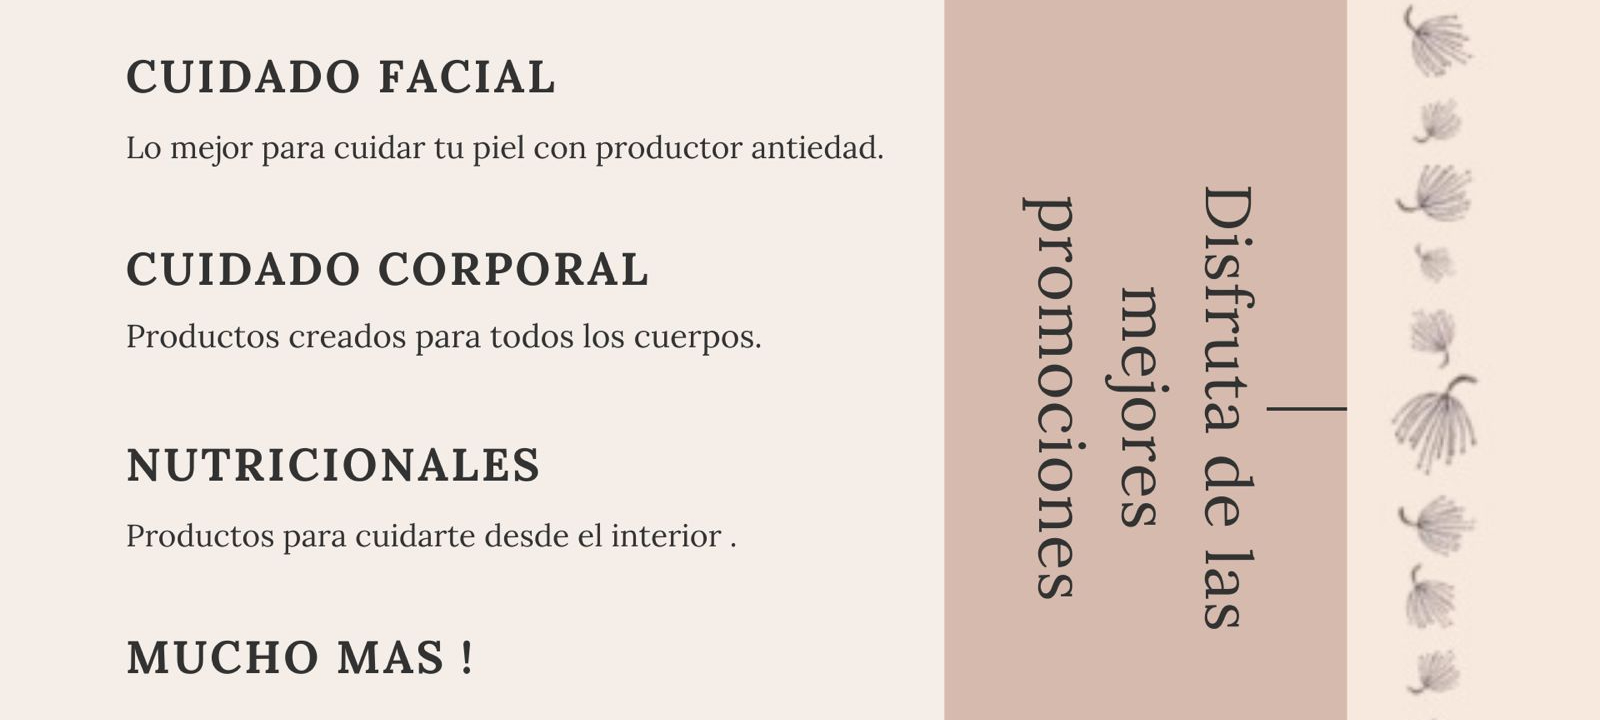 CUIDADO FACIAL
Lo mejor para cuidar tu piel con productor antiedad.
CUIDADO CORPORAL
Productos creados para todos los cuerpos.
NUTRICIONALES
Productos para cuidarte desde el interior .
MUCHO MAS !
Disfruta de las
mejores
promociones